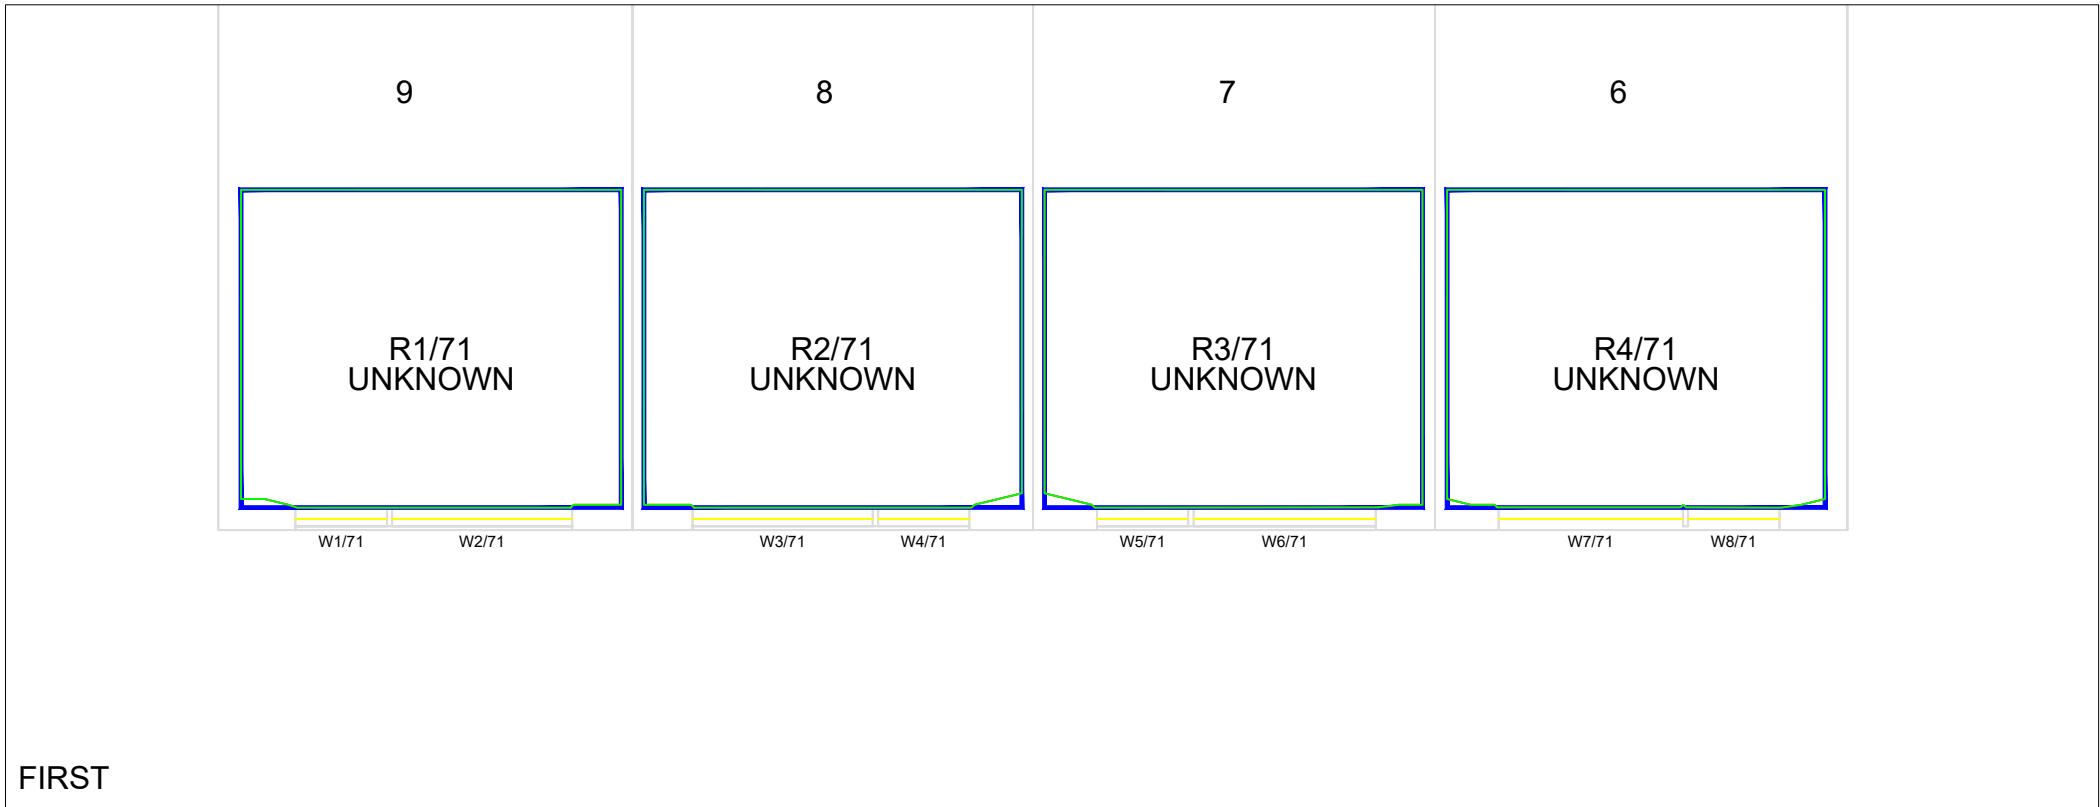 9
8
7
6
R1/71
UNKNOWN
R2/71
UNKNOWN
R3/71
UNKNOWN
R4/71
UNKNOWN
W1/71
W2/71
W3/71
W4/71
W5/71
W6/71
W7/71
W8/71
FIRST